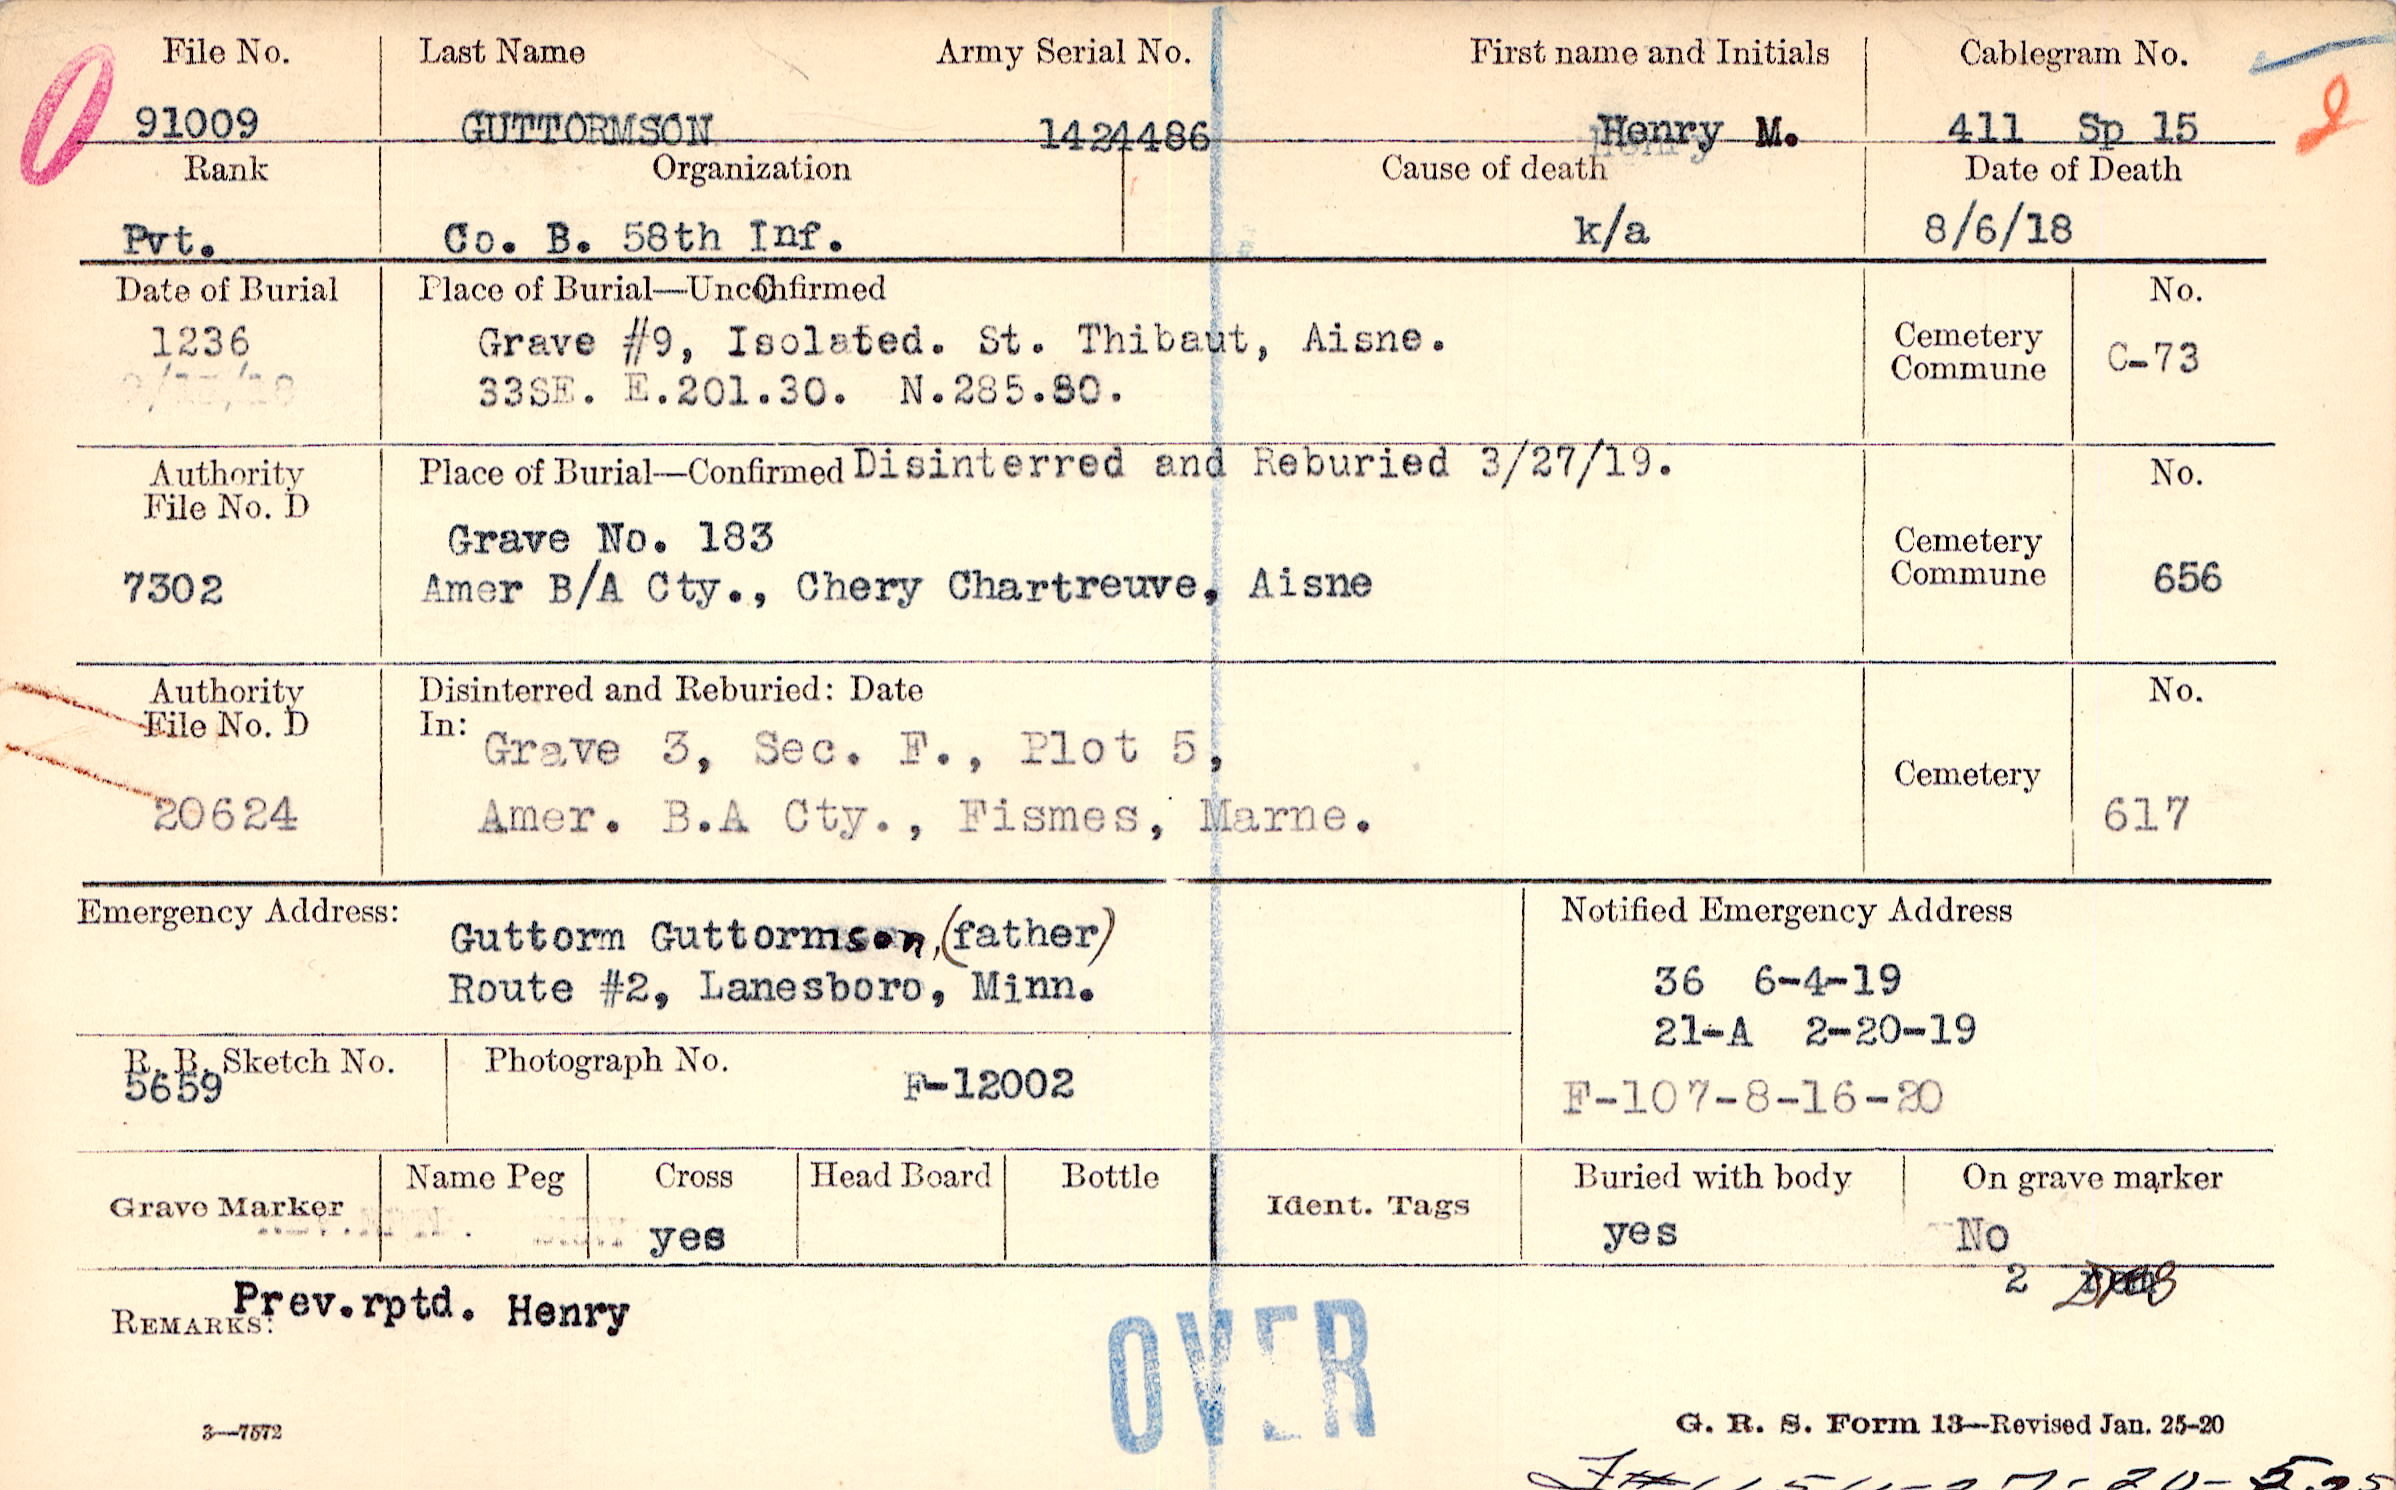 File No. Last Name Army Serial No. First name and Initials Cablegram No.
91009 GUTTORMSON 1424486 Henry M. 411 Sp 15
Rank Organization Cause of death Date of Death
Pvt. Co. B. 58th Inf. k/a 8/6/18
Date of Burial Place of Burial—Unconfirmed No.
1236 Grave #9, Isolated. St. Thibaut, Aisne. Cemetery
Commune C-73
33SE. E.201.30. N.285.80.
Authority Place of Burial—Confirmed Disinterred and Reburied 3/27/19. No.
File No. D
Grave No. 183 Cemetery
7302 Amer B/A Cty., Chery Chartreuve, Aisne Commune 656
Authority Disinterred and Reburied: Date No.
File No. D In: Grave 3, Sec. F., Plot 5,
Cemetery
20624 Amer. B.A Cty., Fismes, Marne. 617
Emergency Address: Notified Emergency Address
Guttorm Guttormson, (father)
Route #2, Lanesboro, Minn. 36 6-4-19
21-A 2-20-19
R. B. Sketch No. Photograph No.
5659 F-12002 F-107-8-16-20
Name Peg Cross Head Board Bottle Buried with body On grave marker
Grave Marker Ident. Tags
yes yes No
2
REMARKS: Prev.rptd. Henry
OVER
3—7572 G. R. S. Form 13—Revised Jan. 25-20